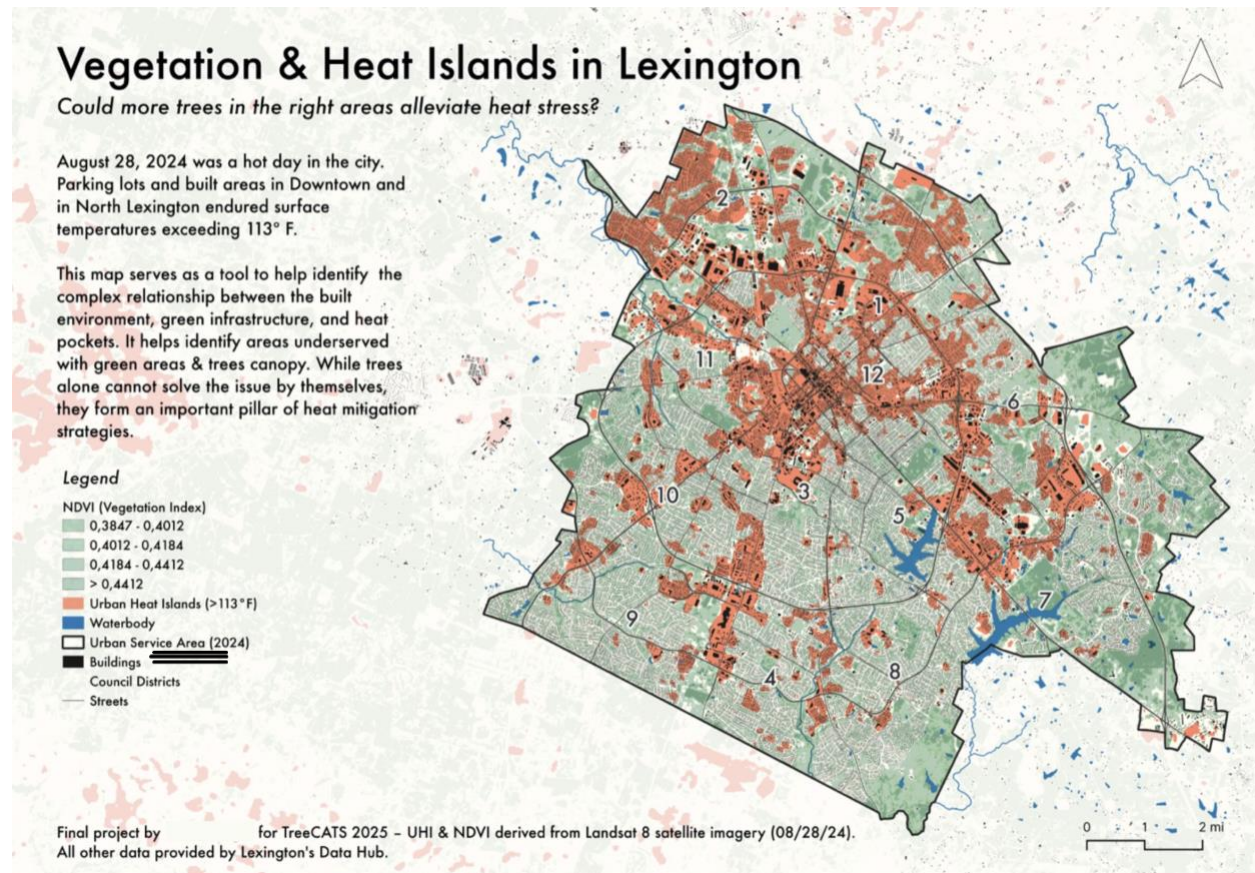 Vegetation & Heat Islands in Lexington
Could more trees in the right areas alleviate heat stress?
August 28, 2024 was a hot day in the city.
Parking lots and built areas in Downtown and
in North Lexington endured surface
temperatures exceeding 113° F.
This map serves as a tool to help identify the
complex relationship between the built
environment, green infrastructure, and heat
pockets. It helps identify areas underserved
with green areas & trees canopy. While trees
alone cannot solve the issue by themselves,
they form an important pillar of heat mitigation
strategies.
Legend
NDVI (Vegetation Index)
0,3847 - 0,4012
0,4012 - 0,4184
0,4184 - 0,4412
> 0,4412
Urban Heat Islands (>113°F)
Waterbody
Urban Service Area (2024)
Buildings
Council Districts
Streets
2
1
11
12
6
10
3
5
7
9
4
8
Final project by for TreeCATS 2025 – UHI & NDVI derived from Landsat 8 satellite imagery (08/28/24).
All other data provided by Lexington's Data Hub.
0 1 2 mi